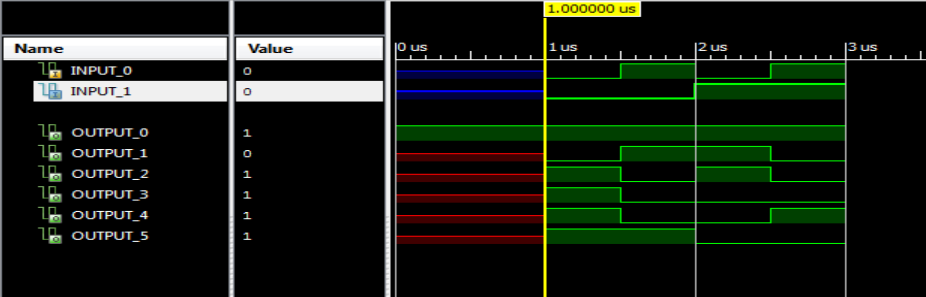 1.000000 us
Name Value
0 us 1 us 2 us 3 us
INPUT_0 0
INPUT_1 0
OUTPUT_0 1
OUTPUT_1 0
OUTPUT_2 1
OUTPUT_3 1
OUTPUT_4 1
OUTPUT_5 1